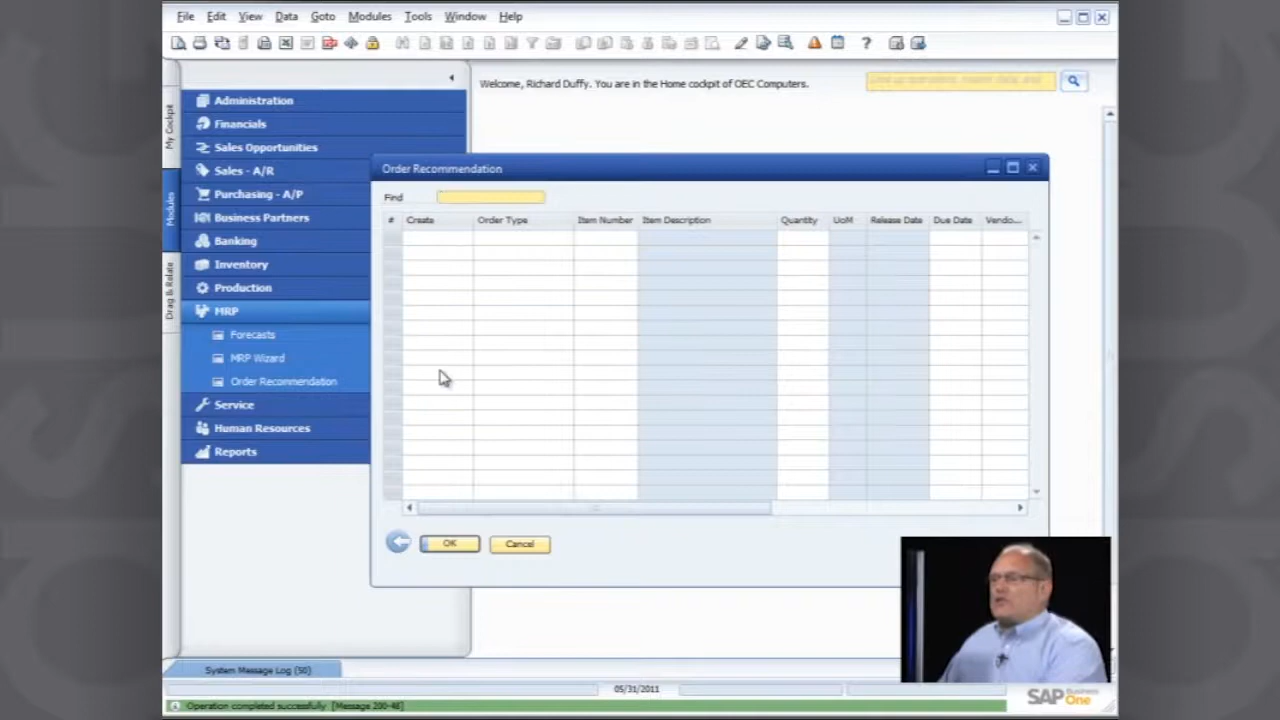 File Edit View Data Goto Modules Tools Window Help
Welcome, Richard Duffy. You are in the Home cockpit of OEC Computers.
My Cockpit
Modules
Drag & Relate
Administration
Financials
Sales Opportunities
Sales - A/R
Purchasing - A/P
Business Partners
Banking
Inventory
Production
MRP
Forecasts
MRP Wizard
Order Recommendation
Service
Human Resources
Reports
Order Recommendation
Find
# Create Order Type Item Number Item Description Quantity UoM Release Date Due Date Vendo...
OK Cancel
System Message Log (50)
05/31/2011
Operation completed successfully [Message 200-48]
SAP Business One